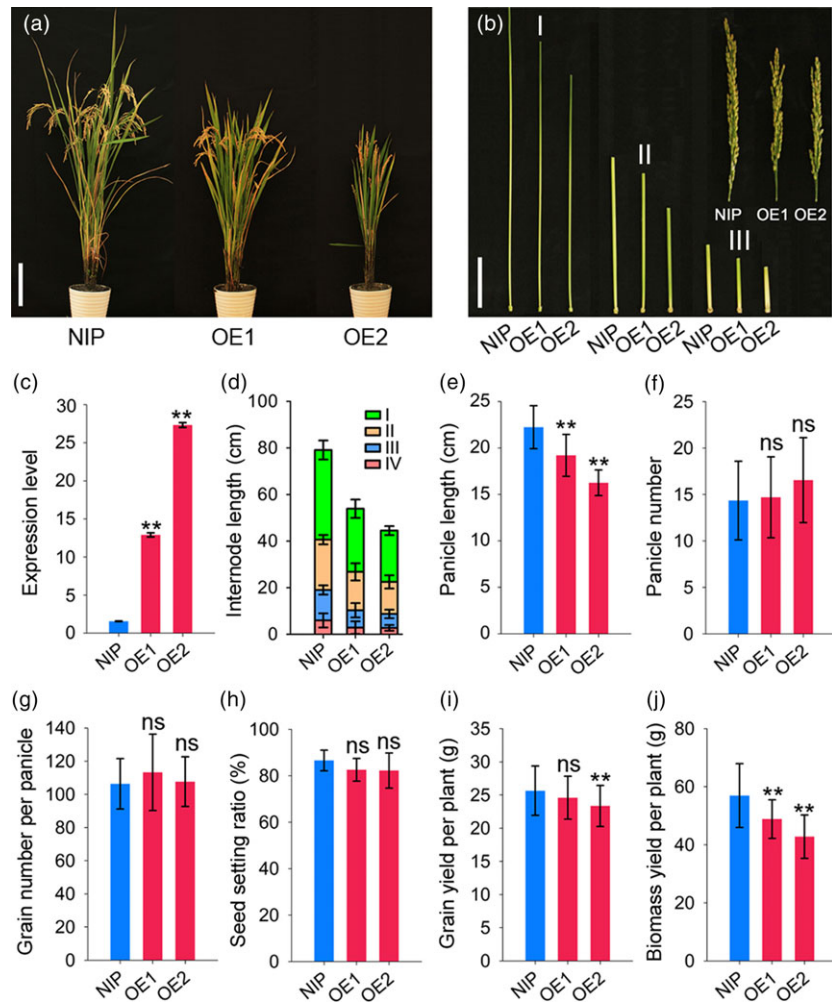 (a)
NIP OE1 OE2
(b)
I
II
III
NIP OE1 OE2
NIP OE1 OE2 NIP OE1 OE2 NIP OE1 OE2
(c)
Expression level
30
25
20
15
10
5
0
**
**
NIP OE1 OE2
(d)
Internode length (cm)
100
80
60
40
20
0
I
II
III
IV
NIP OE1 OE2
(e)
Panicle length (cm)
25
20
15
10
5
0
**
**
NIP OE1 OE2
(f)
Panicle number
25
20
15
10
5
0
ns
ns
NIP OE1 OE2
(g)
Grain number per panicle
140
120
100
80
60
40
20
0
ns
ns
NIP OE1 OE2
(h)
Seed setting ratio (%)
100
80
60
40
20
0
ns
ns
NIP OE1 OE2
(i)
Grain yield per plant (g)
35
30
25
20
15
10
5
0
ns
**
NIP OE1 OE2
(j)
Biomass yield per plant (g)
80
60
40
20
0
**
**
NIP OE1 OE2